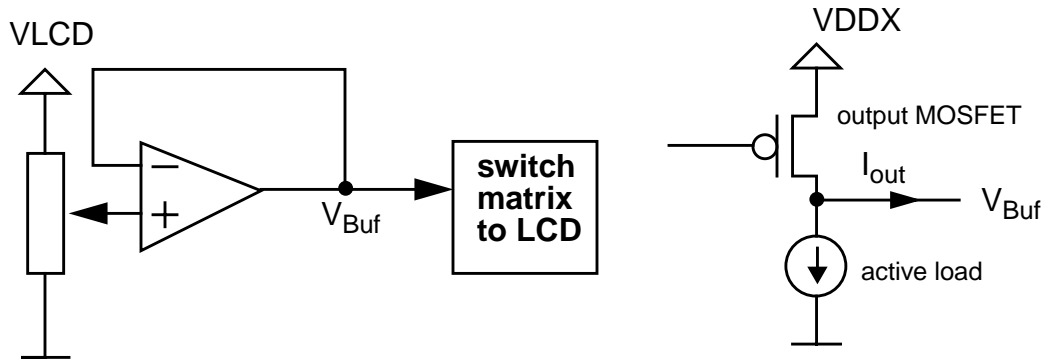 VLCD
−
+
V_Buf
switch
matrix
to LCD
VDDX
output MOSFET
I_out
V_Buf
active load